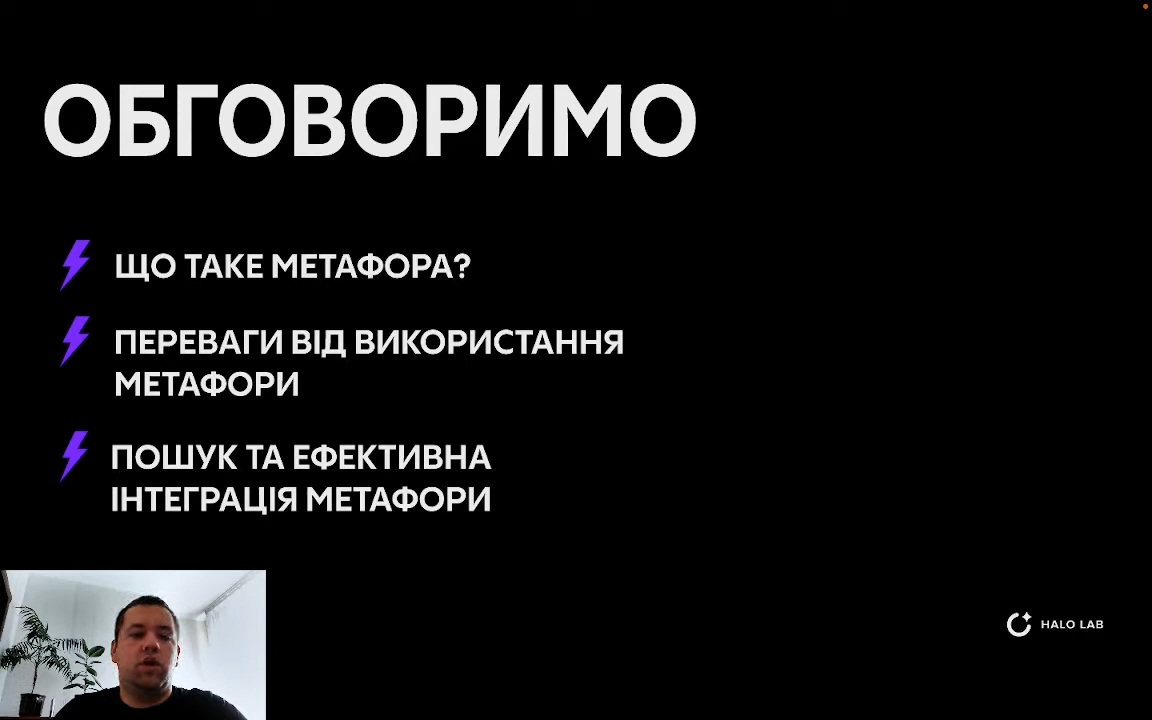 ОБГОВОРИМО
ЩО ТАКЕ МЕТАФОРА?
ПЕРЕВАГИ ВІД ВИКОРИСТАННЯ
МЕТАФОРИ
ПОШУК ТА ЕФЕКТИВНА
ІНТЕГРАЦІЯ МЕТАФОРИ
HALO LAB